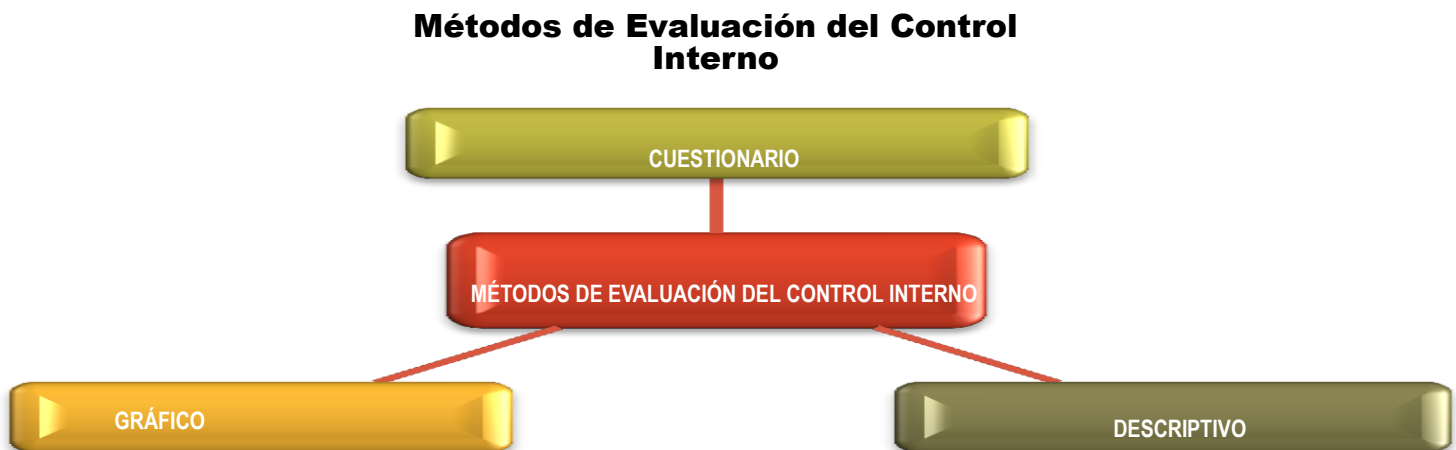 Métodos de Evaluación del Control
Interno
CUESTIONARIO
MÉTODOS DE EVALUACIÓN DEL CONTROL INTERNO
GRÁFICO
DESCRIPTIVO